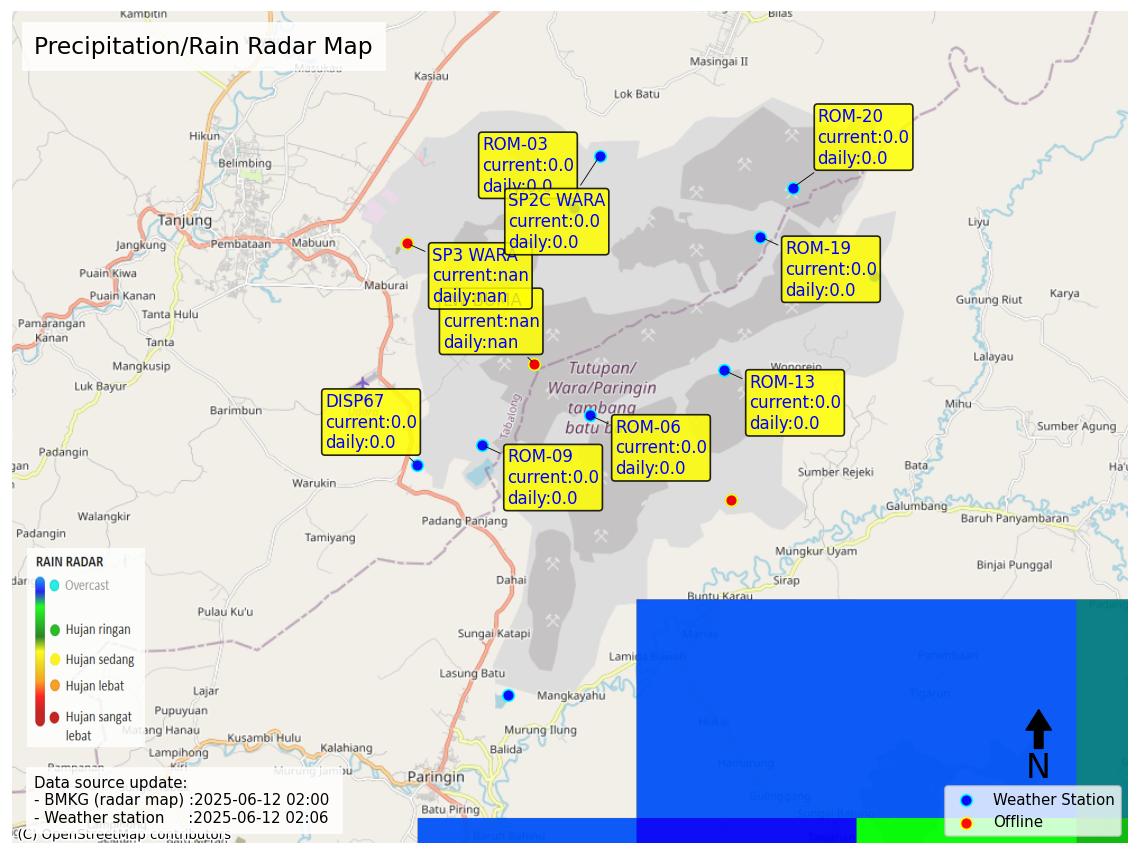 Precipitation/Rain Radar Map
Kambitin
Bilas
Masingai II
Kasiau
Lok Batu
Hikun
Belimbing
Tanjung
Jangkung
Pembataan
Mabuun
Puain Kiwa
Puain Kanan
Maburai
Tanta Hulu
Pamarangan
Kanan
Tanta
Mangkusip
Luk Bayur
Barimbun
Liyu
Gunung Riut
Karya
Lalayau
Mihu
Sumber Agung
Wonorejo
Sumber Rejeki
Bata
Galumbang
Baruh Panyambaran
Mungkur Uyam
Binjai Punggal
Sirap
Buntu Karau
ROM-03
current:0.0
daily:0.0
SP2C WARA
current:0.0
daily:0.0
ROM-20
current:0.0
daily:0.0
ROM-19
current:0.0
daily:0.0
SP3 WARA
current:nan
daily:nan
current:nan
daily:nan
Tutupan/
Wara/Paringin
tambang
batu
Tabalong
ROM-13
current:0.0
daily:0.0
DISP67
current:0.0
daily:0.0
ROM-06
current:0.0
daily:0.0
ROM-09
current:0.0
daily:0.0
Warukin
Walangkir
Padangin
Tamiyang
Padang Panjang
Dahai
Pulau Ku'u
Sungai Katapi
Lasung Batu
Mangkayahu
Murung Ilung
Balida
Lajar
Pupuyuan
Matang Hanau
Lampihong
Kusambi Hulu
Kalahiang
Murung Jambu
Paringin
Batu Piring
RAIN RADAR
Overcast
Hujan ringan
Hujan sedang
Hujan lebat
Hujan sangat
lebat
Data source update:
- BMKG (radar map) :2025-06-12 02:00
- Weather station :2025-06-12 02:06
(C) OpenStreetMap contributors
N
Weather Station
Offline